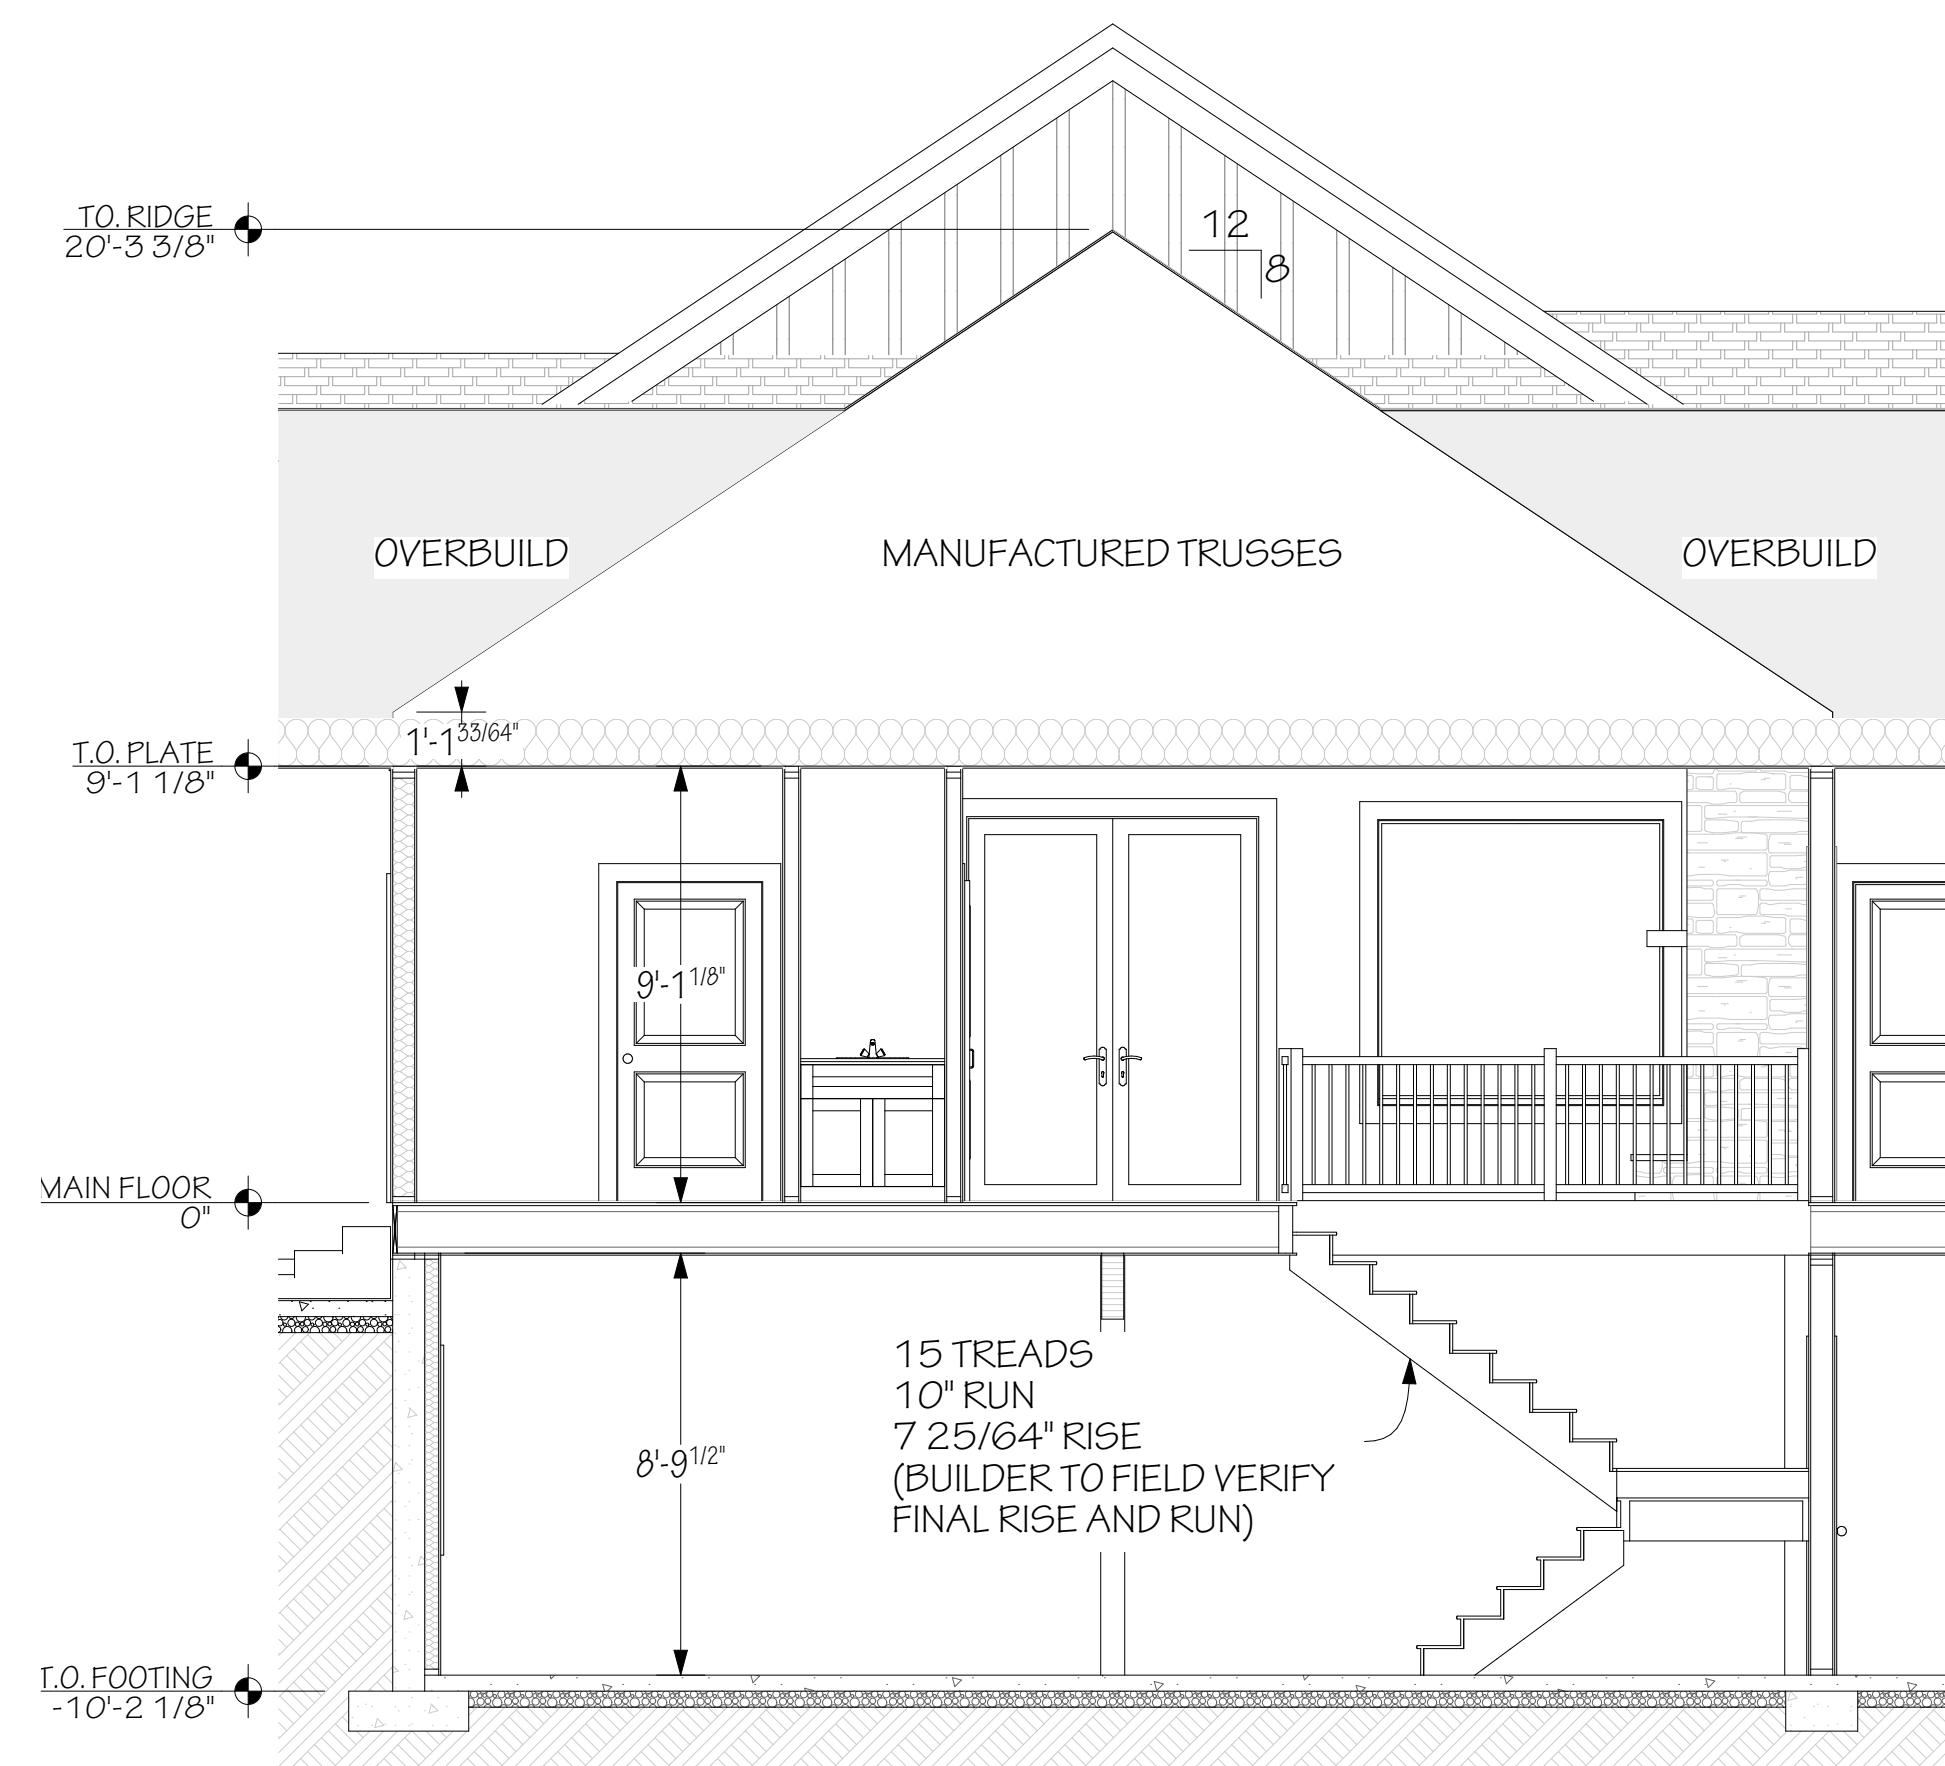 T.O. RIDGE
20'-3 3/8"
12
8
OVERBUILD
MANUFACTURED TRUSSES
OVERBUILD
1'-1 33/64"
T.O. PLATE
9'-1 1/8"
9'-1 1/8"
MAIN FLOOR
0"
15 TREADS
10" RUN
7 25/64" RISE
(BUILDER TO FIELD VERIFY
FINAL RISE AND RUN)
8'-9 1/2"
T.O. FOOTING
-10'-2 1/8"